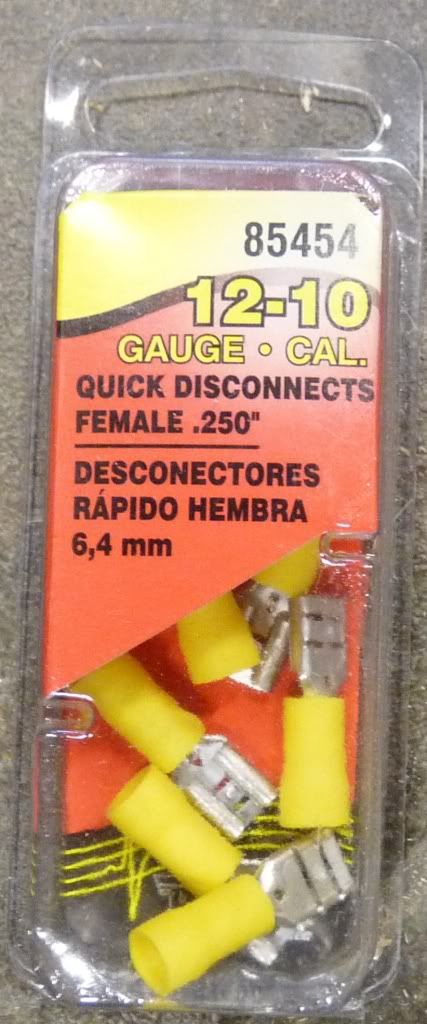 85454
12-10
GAUGE • CAL.
QUICK DISCONNECTS
FEMALE .250"
DESCONECTORES
RÁPIDO HEMBRA
6,4 mm